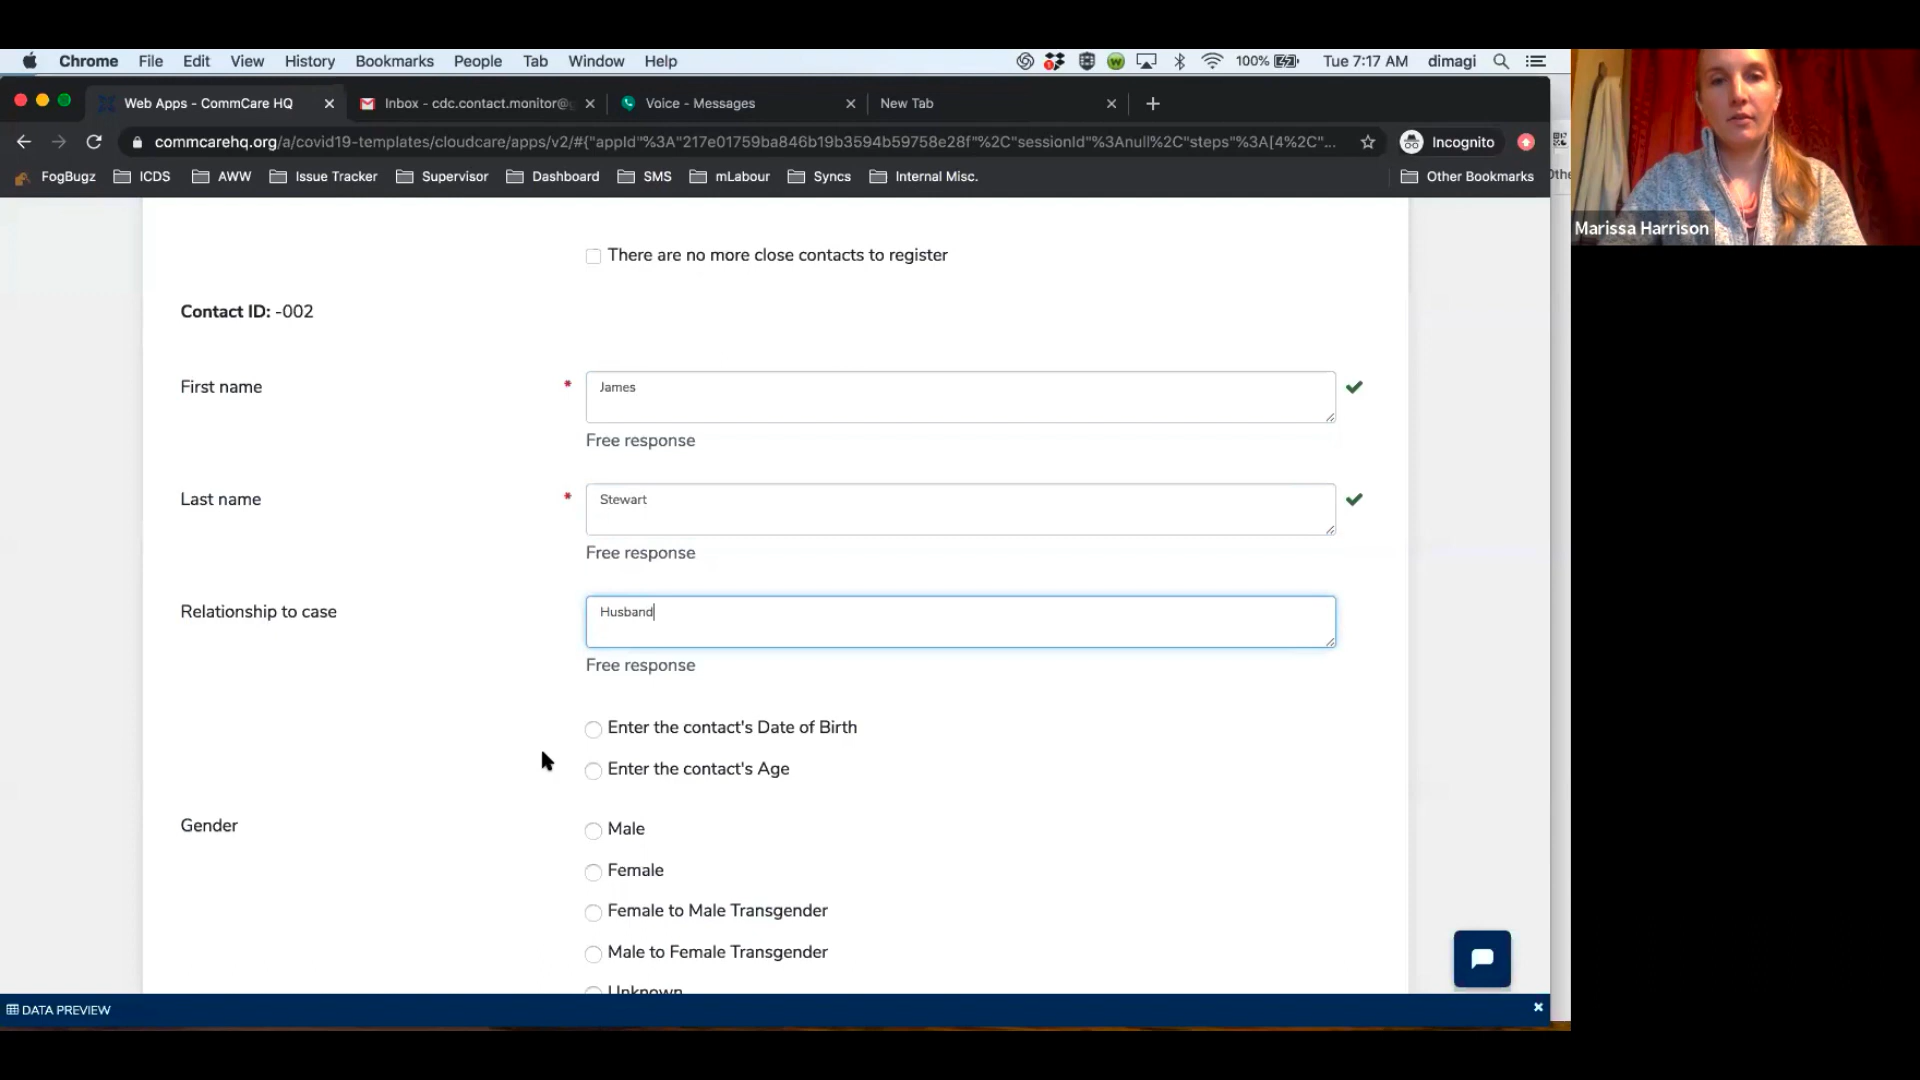 Chrome File Edit View History Bookmarks People Tab Window Help 100% Tue 7:17 AM dimagi
Web Apps - CommCare HQ Inbox - cdc.contact.monitor@ Voice - Messages New Tab
commcarehq.org/a/covid19-templates/cloudcare/apps/v2/#{"appId"%3A"217e01759ba846b19b3594b59758e28f"%2C"sessionId"%3Anull%2C"steps"%3A[4%2C"... Incognito
FogBugz ICDS AWW Issue Tracker Supervisor Dashboard SMS mLabour Syncs Internal Misc. Other Bookmarks
Marissa Harrison
There are no more close contacts to register
Contact ID: -002
First name * James
Free response
Last name * Stewart
Free response
Relationship to case Husband
Free response
Enter the contact's Date of Birth
Enter the contact's Age
Gender Male
Female
Female to Male Transgender
Male to Female Transgender
Unknown
DATA PREVIEW